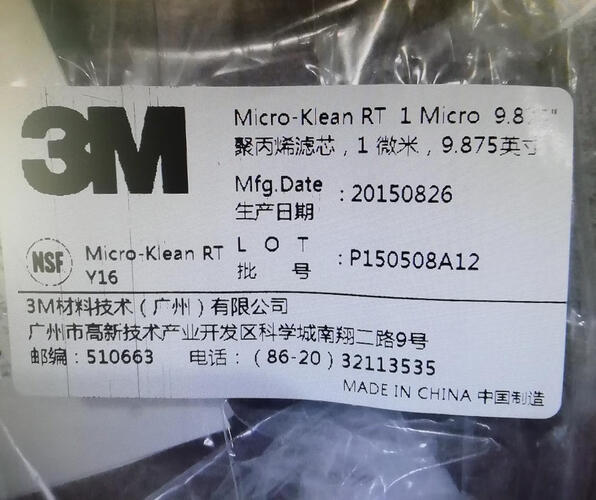 3M
Micro-Klean RT 1 Micro 9.875"
聚丙烯滤芯，1 微米，9.875英寸
Mfg.Date
生产日期
: 20150826
NSF
Micro-Klean RT
Y16
L O T
批 号
: P150508A12
3M材料技术（广州）有限公司
广州市高新技术产业开发区科学城南翔二路9号
邮编：510663 电话：（86-20）32113535
MADE IN CHINA 中国制造